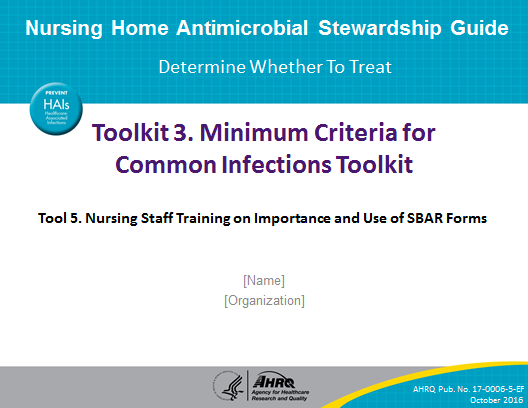 Nursing Home Antimicrobial Stewardship Guide
Determine Whether To Treat
PREVENT
HAIs
Healthcare-
Associated
Infections
Toolkit 3. Minimum Criteria for
Common Infections Toolkit
Tool 5. Nursing Staff Training on Importance and Use of SBAR Forms
[Name]
[Organization]
AHRQ
Agency for Healthcare
Research and Quality
AHRQ Pub. No. 17-0006-5-EF
October 2016